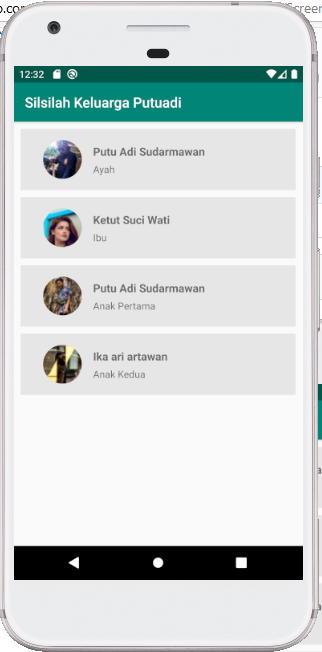 Screen
12:32
Silsilah Keluarga Putuadi
Putu Adi Sudarmawan
Ayah
Ketut Suci Wati
Ibu
Putu Adi Sudarmawan
Anak Pertama
Ika ari artawan
Anak Kedua